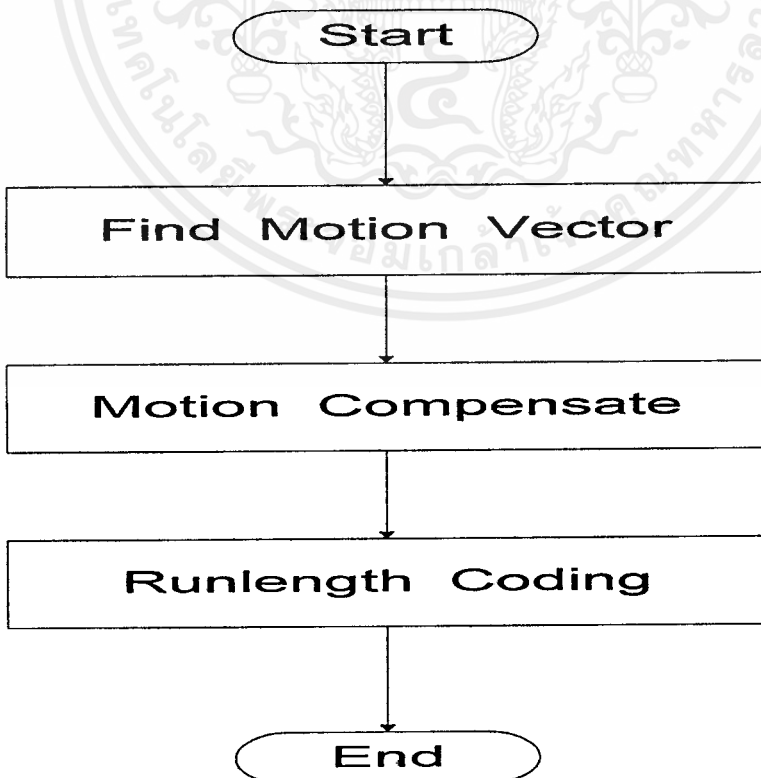 Start
Find Motion Vector
Motion Compensate
Runlength Coding
End